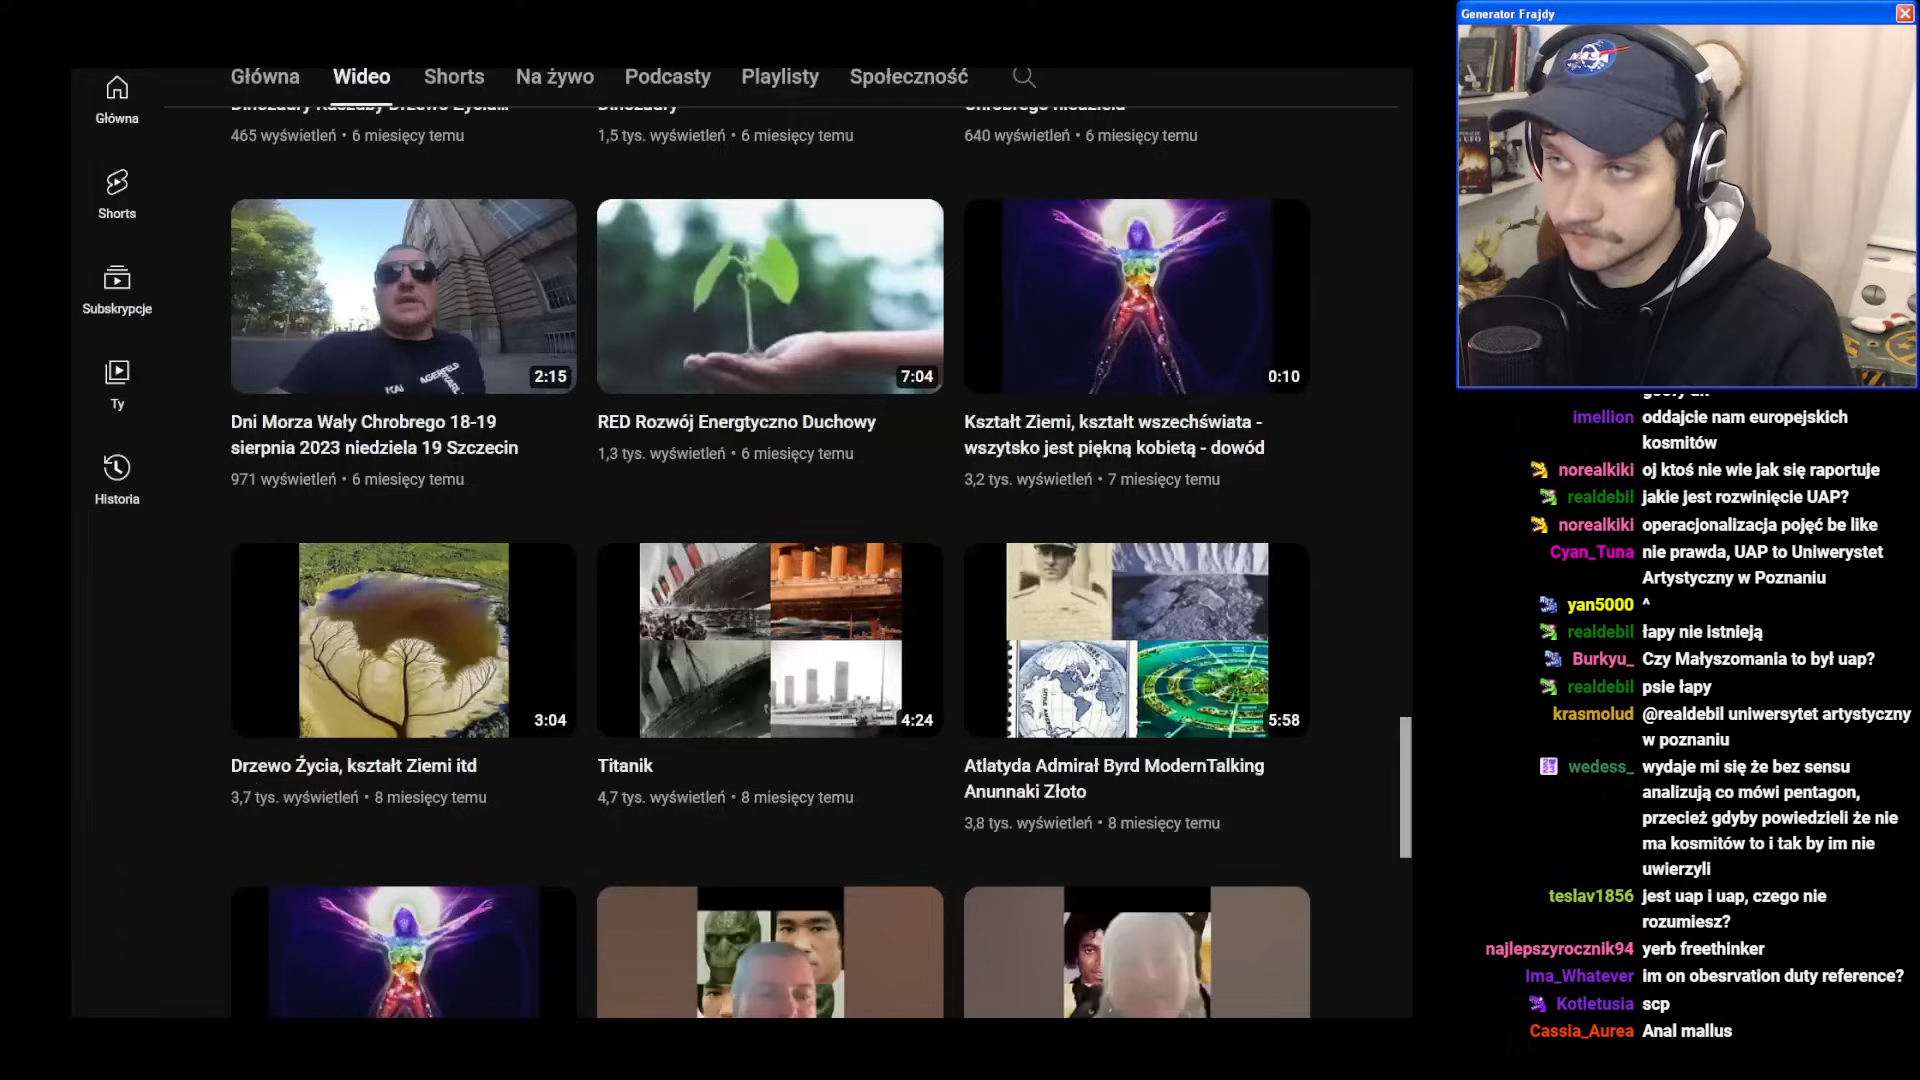 Generator Frajdy
Główna
Wideo
Shorts
Na żywo
Podcasty
Playlisty
Społeczność
Główna
Shorts
Subskrypcje
Ty
Historia
465 wyświetleń • 6 miesięcy temu
1,5 tys. wyświetleń • 6 miesięcy temu
640 wyświetleń • 6 miesięcy temu
2:15
7:04
0:10
Dni Morza Wały Chrobrego 18-19
sierpnia 2023 niedziela 19 Szczecin
971 wyświetleń • 6 miesięcy temu
RED Rozwój Energtyczno Duchowy
1,3 tys. wyświetleń • 6 miesięcy temu
Kształt Ziemi, kształt wszechświata -
wszytsko jest piękną kobietą - dowód
3,2 tys. wyświetleń • 7 miesięcy temu
3:04
4:24
5:58
Drzewo Życia, kształt Ziemi itd
3,7 tys. wyświetleń • 8 miesięcy temu
Titanik
4,7 tys. wyświetleń • 8 miesięcy temu
Atlatyda Admirał Byrd ModernTalking
Anunnaki Złoto
3,8 tys. wyświetleń • 8 miesięcy temu
imellion oddajcie nam europejskich
kosmitów
norealkiki oj ktoś nie wie jak się raportuje
realdebil jakie jest rozwinięcie UAP?
norealkiki operacjonalizacja pojęć be like
Cyan_Tuna nie prawda, UAP to Uniwerystet
Artystyczny w Poznaniu
yan5000 ^
realdebil łapy nie istnieją
Burkyu_ Czy Małyszomania to był uap?
realdebil psie łapy
krasmolud @realdebil uniwersytet artystyczny
w poznaniu
wedess_ wydaje mi się że bez sensu
analizują co mówi pentagon,
przecież gdyby powiedzieli że nie
ma kosmitów to i tak by im nie
uwierzyli
teslav1856 jest uap i uap, czego nie
rozumiesz?
najlepszyrocznik94 yerb freethinker
Ima_Whatever im on obesrvation duty reference?
Kotletusia scp
Cassia_Aurea Anal mallus